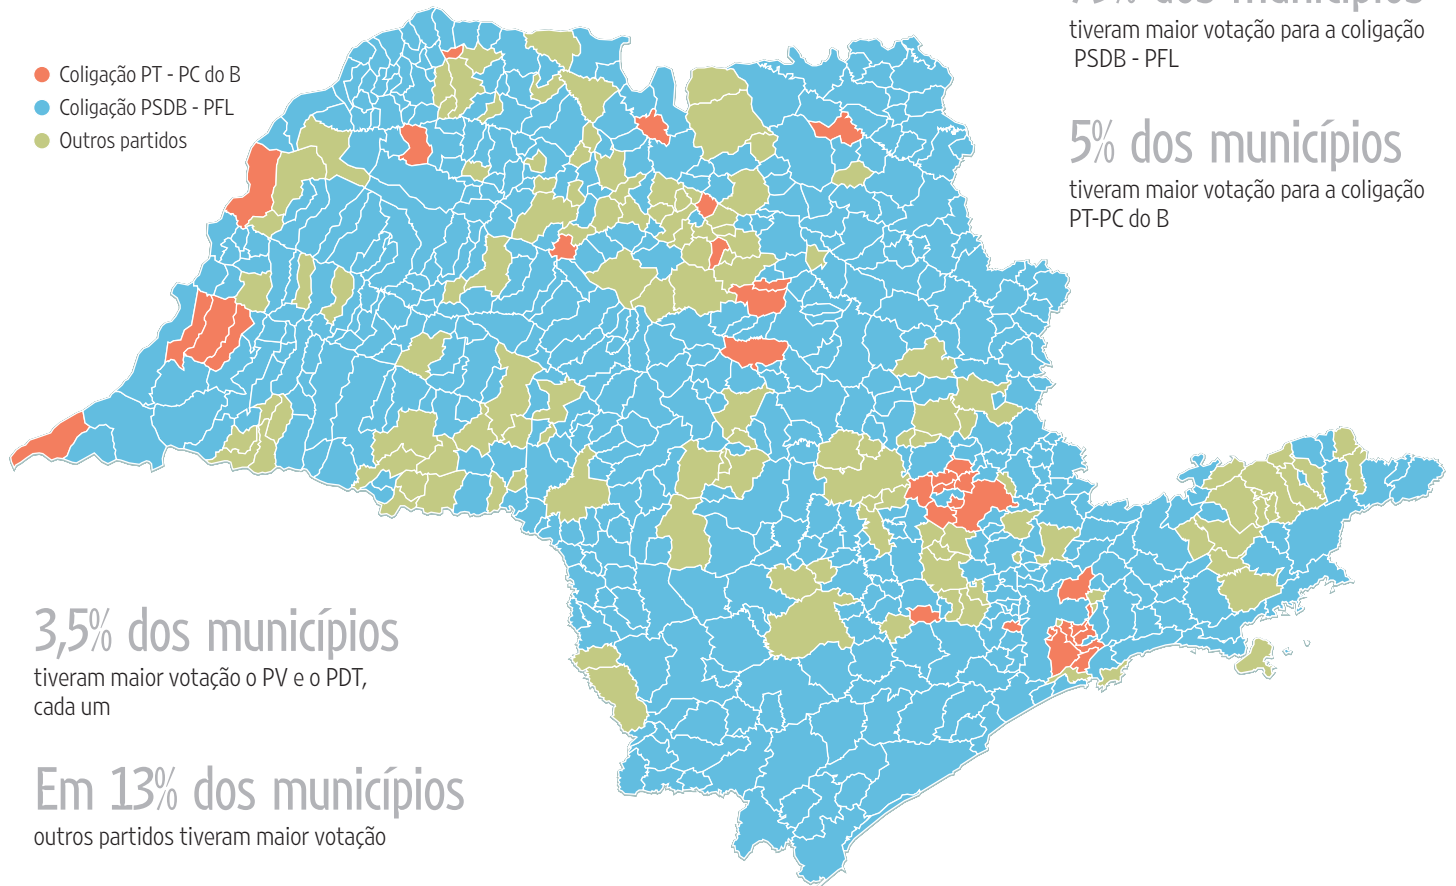 dos municípios
tiveram maior votação para a coligação
PSDB - PFL
Coligação PT - PC do B
Coligação PSDB - PFL
Outros partidos
5% dos municípios
tiveram maior votação para a coligação
PT-PC do B
3,5% dos municípios
tiveram maior votação o PV e o PDT,
cada um
Em 13% dos municípios
outros partidos tiveram maior votação